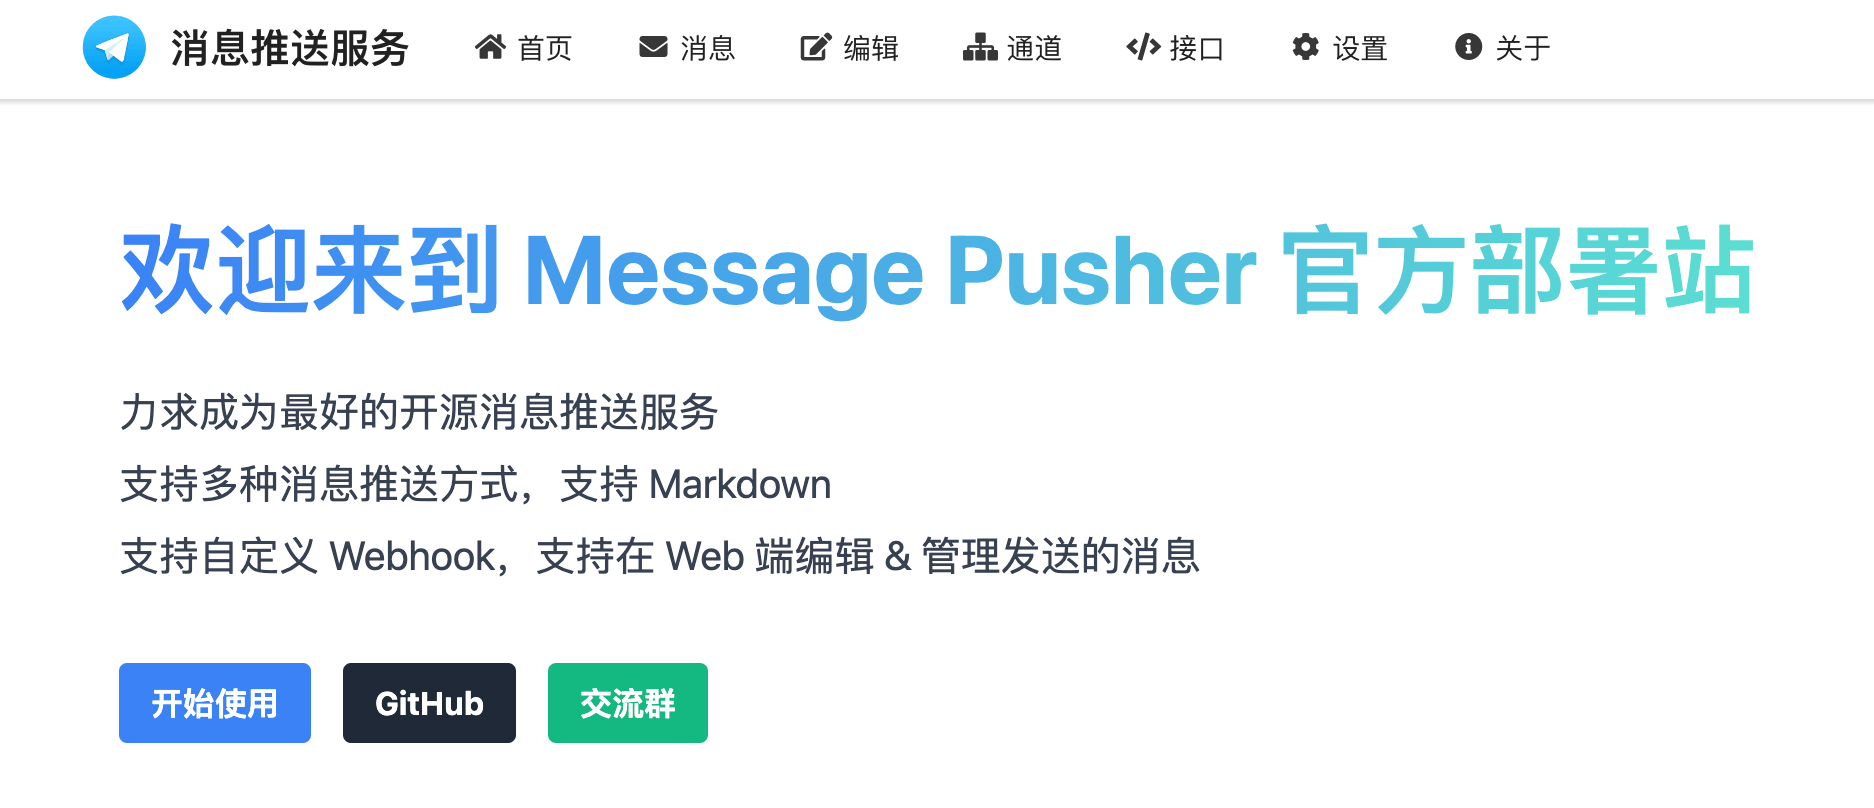 消息推送服务 首页 消息 编辑 通道 接口 设置 关于
欢迎来到 Message Pusher 官方部署站
力求成为最好的开源消息推送服务
支持多种消息推送方式，支持 Markdown
支持自定义 Webhook，支持在 Web 端编辑 & 管理发送的消息
开始使用 GitHub 交流群